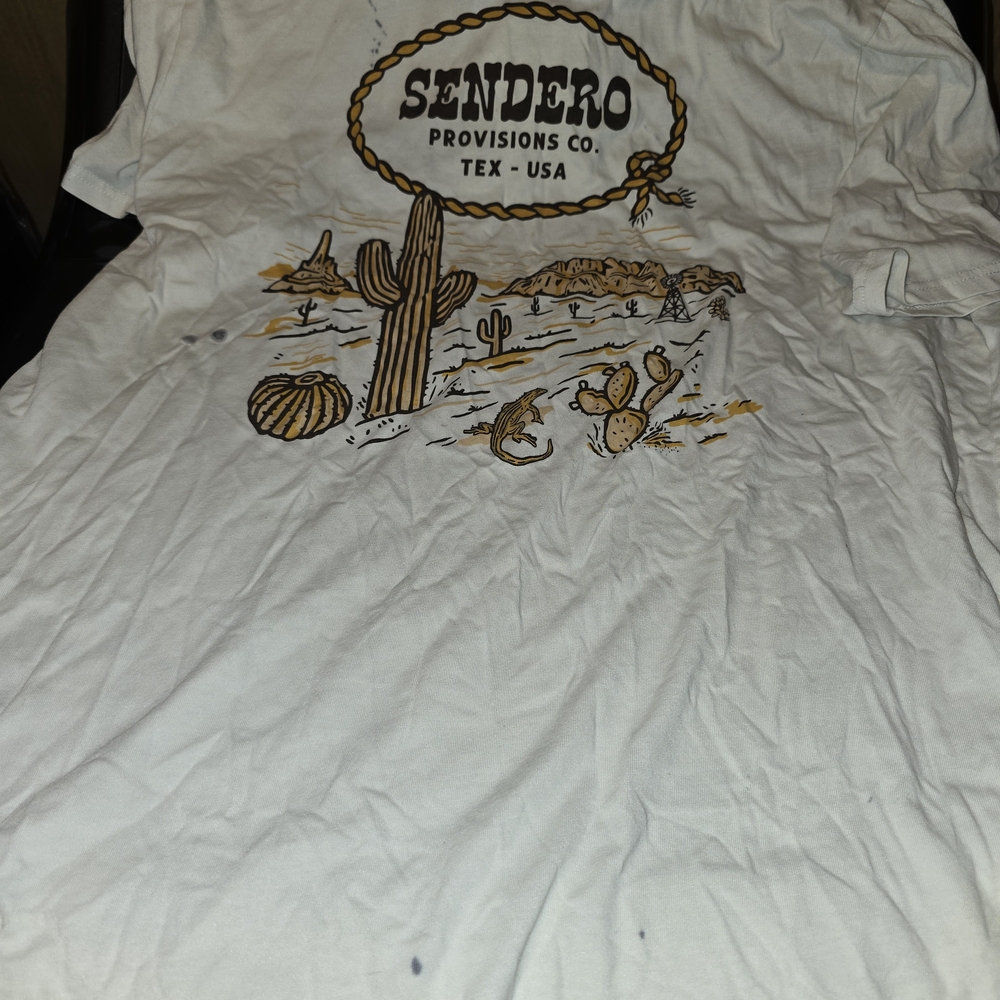 SENDERO
PROVISIONS CO.
TEX - USA